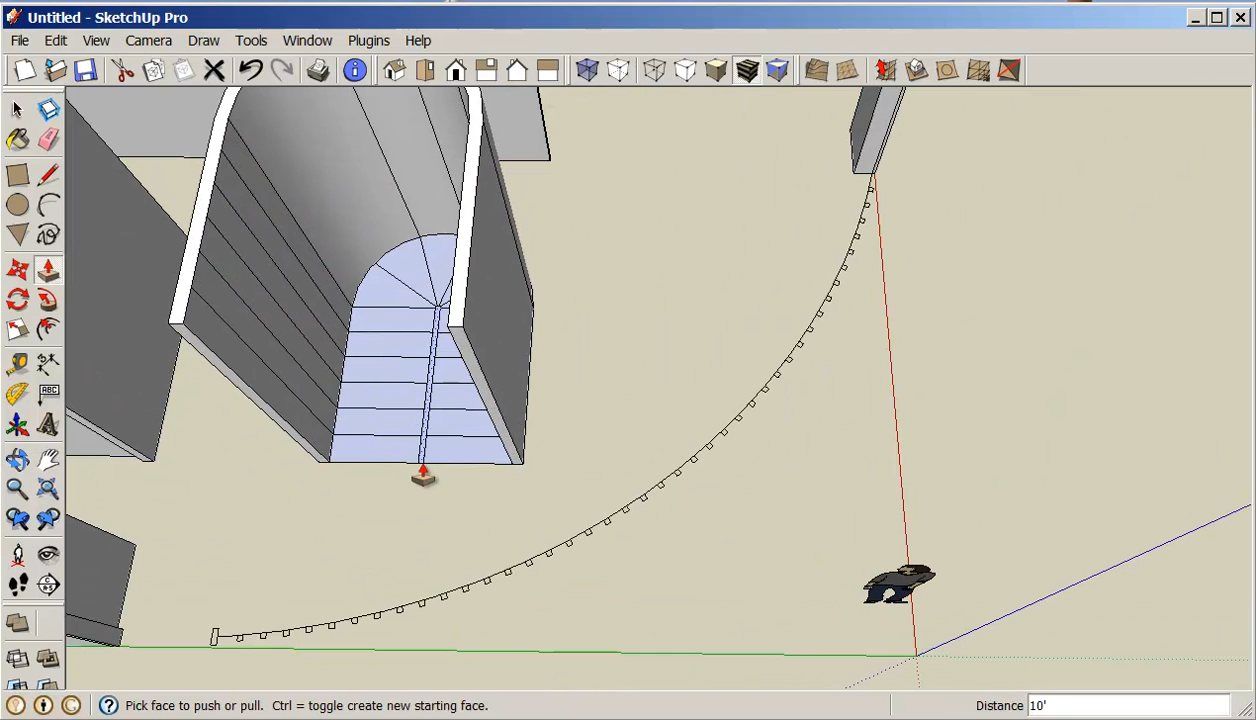 Untitled - SketchUp Pro
File Edit View Camera Draw Tools Window Plugins Help
ABC
A
Pick face to push or pull. Ctrl = toggle create new starting face. Distance 10'